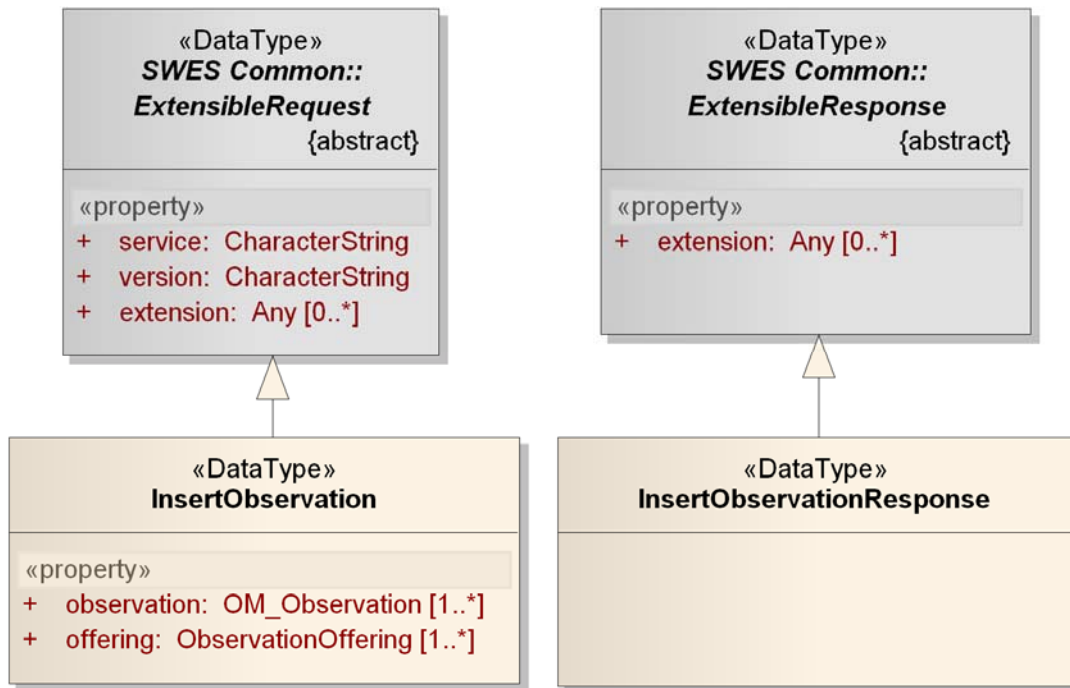 «DataType»
SWES Common::
ExtensibleRequest
{abstract}
«property»
+ service: CharacterString
+ version: CharacterString
+ extension: Any [0..*]
«DataType»
SWES Common::
ExtensibleResponse
{abstract}
«property»
+ extension: Any [0..*]
«DataType»
InsertObservation
«property»
+ observation: OM_Observation [1..*]
+ offering: ObservationOffering [1..*]
«DataType»
InsertObservationResponse